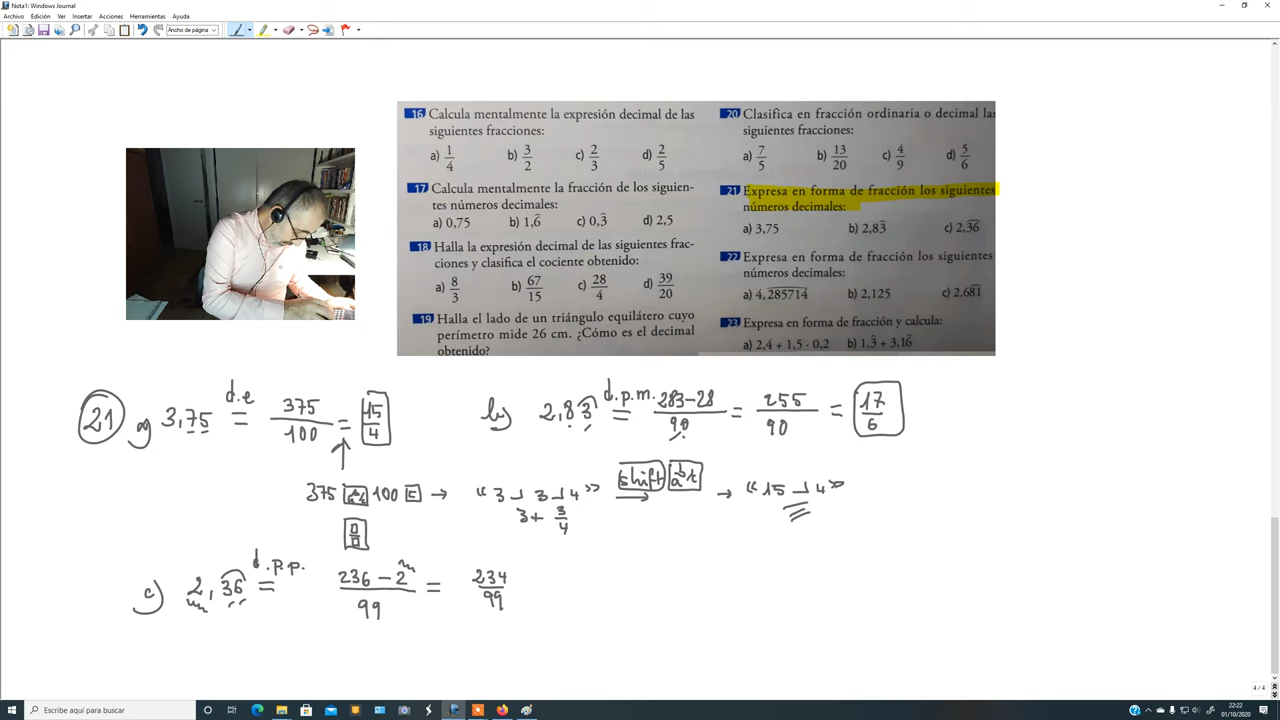 Nota1: Windows Journal
Archivo Edición Ver Insertar Acciones Herramientas Ayuda
Ancho de página
16 Calcula mentalmente la expresión decimal de las
siguientes fracciones:
a) 1/4 b) 3/2 c) 2/3 d) 2/5
17 Calcula mentalmente la fracción de los siguien-
tes números decimales:
a) 0,75 b) 1,6̂ c) 0,3̂ d) 2,5
18 Halla la expresión decimal de las siguientes frac-
ciones y clasifica el cociente obtenido:
a) 8/3 b) 67/15 c) 28/4 d) 39/20
19 Halla el lado de un triángulo equilátero cuyo
perímetro mide 26 cm. ¿Cómo es el decimal
obtenido?
20 Clasifica en fracción ordinaria o decimal las
siguientes fracciones:
a) 7/5 b) 13/20 c) 4/9 d) 5/6
21 Expresa en forma de fracción los siguientes
números decimales:
a) 3,75 b) 2,83̂ c) 2,3͡6
22 Expresa en forma de fracción los siguientes
números decimales:
a) 4,285714 b) 2,125 c) 2,681
23 Expresa en forma de fracción y calcula:
a) 2,4 + 1,5 · 0,2 b) 1,3̂ + 3,16̂
21 a) 3,75 d.e = 375/100 = 15/4
b) 2,83̂ d.p.m. = 283-28/90 = 255/90 = 17/6
375 a b/c 100 = → « 3 ⌟ 3 ⌟ 4 » shift a b/c → « 15 ⌟ 4 »
3 + 3/4
c) 2,3͡6 d.p.p. = 236 - 2/99 = 234/99
4 / 4
Escribe aquí para buscar
22:22
01/10/2020